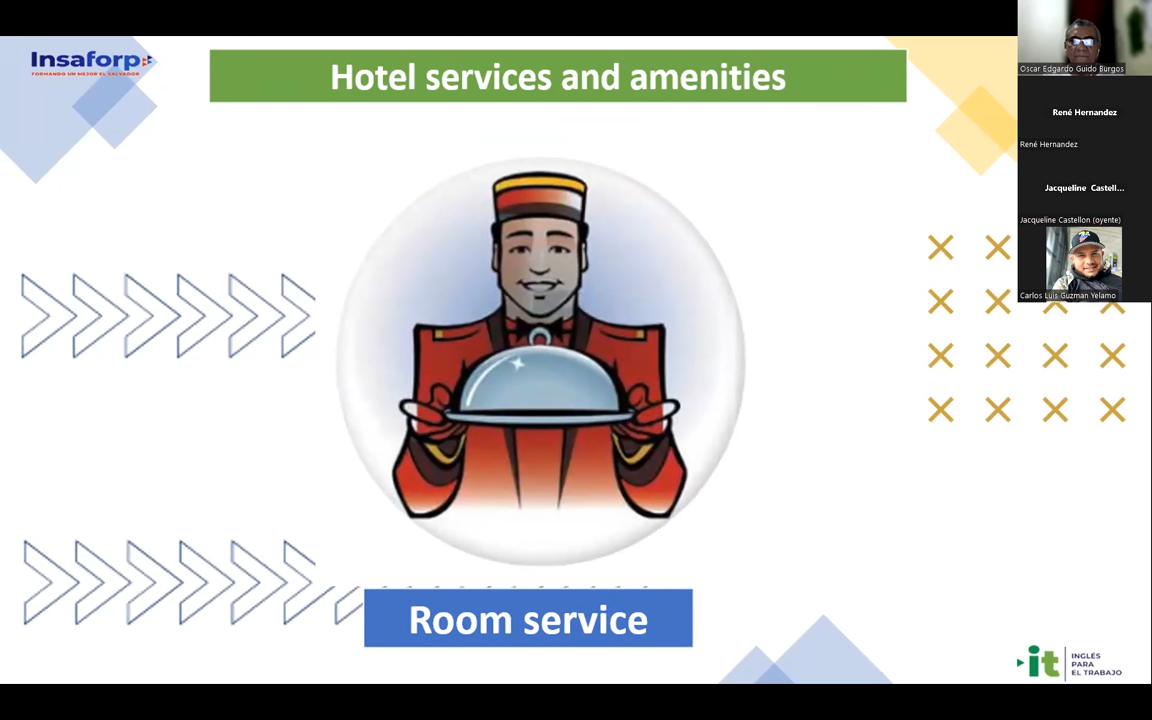 Insaforp
FORMANDO UN MEJOR EL SALVADOR
Hotel services and amenities
Oscar Edgardo Guido Burgos
René Hernandez
René Hernandez
Jacqueline Castell...
Jacqueline Castellon (oyente)
Carlos Luis Guzman Yelamo
Room service
it
INGLÉS
PARA
EL TRABAJO